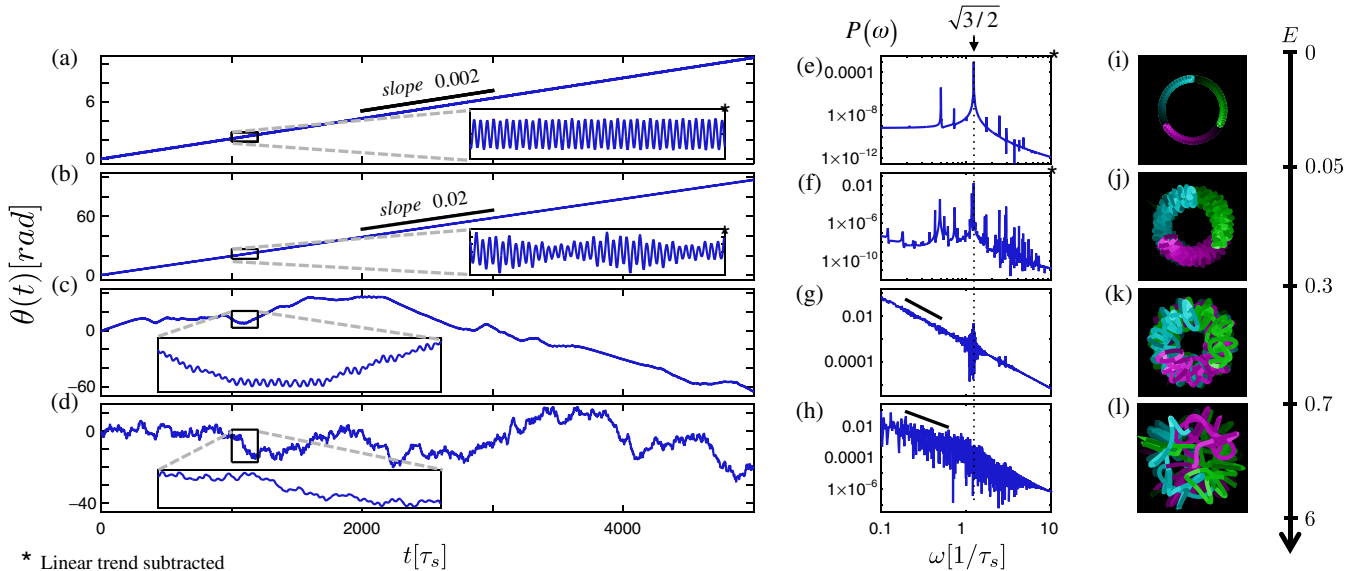 √3/2
P(ω)
E
(a)
6
0
slope 0.002
*
(e)
0.0001
1×10⁻⁸
1×10⁻¹²
*
(i)
0
0.05
(b)
60
0
slope 0.02
*
(f)
0.01
1×10⁻⁶
1×10⁻¹⁰
*
(j)
0.3
θ(t)[rad]
(c)
0
−60
(g)
0.01
0.0001
(k)
0.7
(d)
0
−40
(h)
0.01
0.0001
1×10⁻⁶
(l)
6
0 2000 4000
0.1 1 10
t[τₛ]
ω[1/τₛ]
* Linear trend subtracted